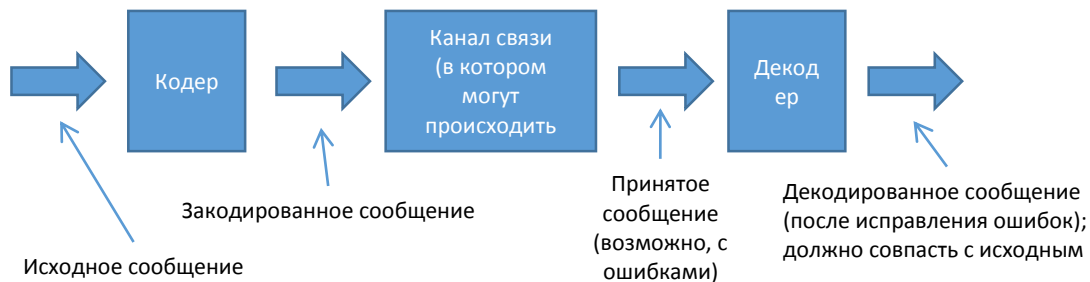 Кодер
Канал связи
(в котором
могут
происходить
Декод
ер
Исходное сообщение
Закодированное сообщение
Принятое
сообщение
(возможно, с
ошибками)
Декодированное сообщение
(после исправления ошибок);
должно совпасть с исходным